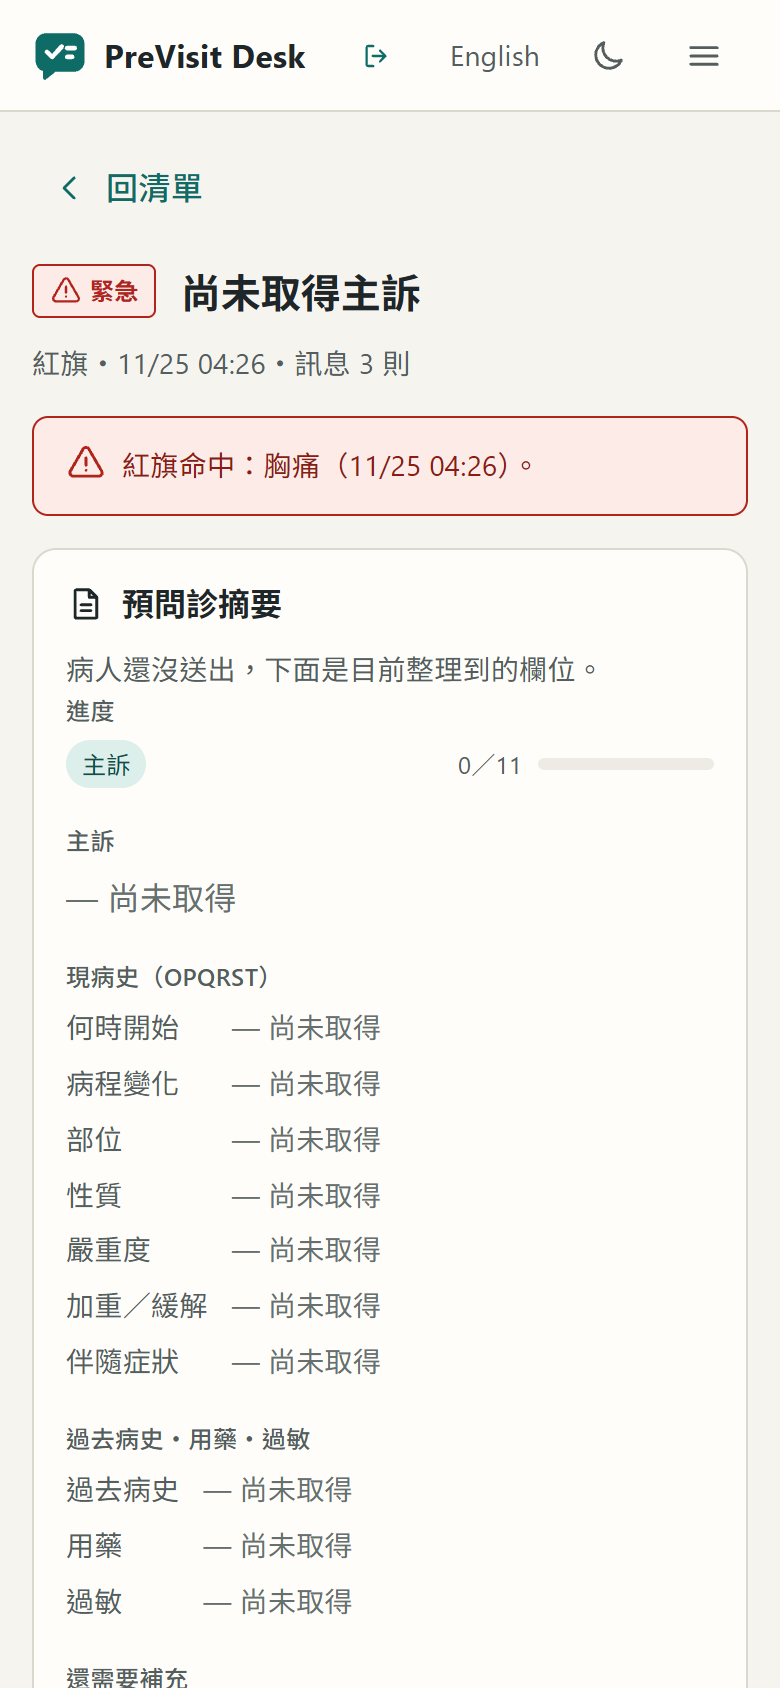 PreVisit Desk English
回清單
緊急 尚未取得主訴
紅旗・11/25 04:26・訊息 3 則
紅旗命中：胸痛（11/25 04:26）。
預問診摘要
病人還沒送出，下面是目前整理到的欄位。
進度
主訴 0／11
主訴
— 尚未取得
現病史（OPQRST）
何時開始 — 尚未取得
病程變化 — 尚未取得
部位 — 尚未取得
性質 — 尚未取得
嚴重度 — 尚未取得
加重／緩解 — 尚未取得
伴隨症狀 — 尚未取得
過去病史・用藥・過敏
過去病史 — 尚未取得
用藥 — 尚未取得
過敏 — 尚未取得
還需要補充